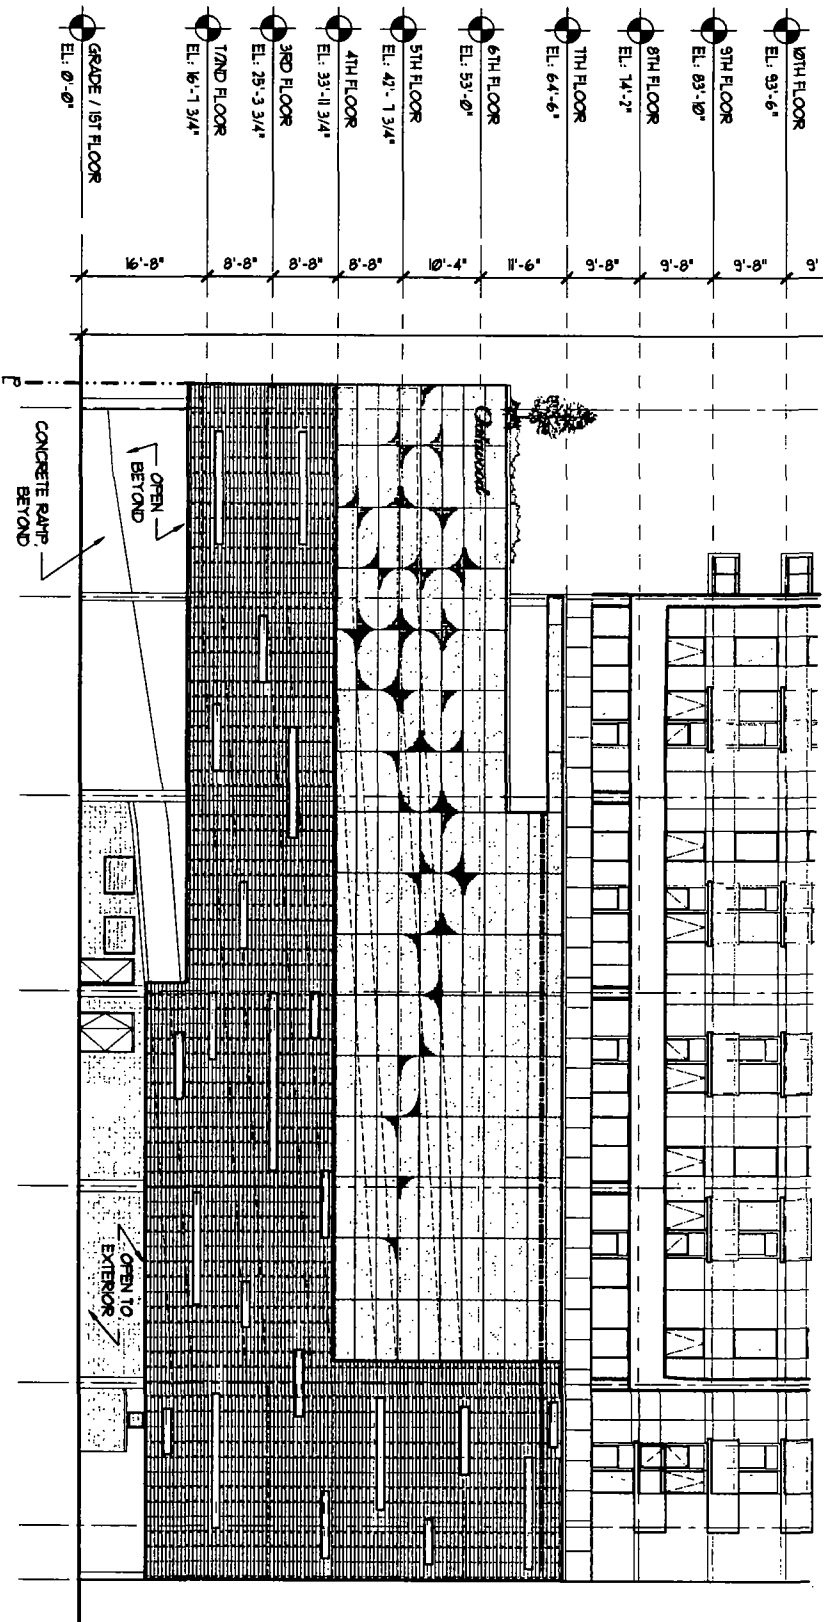 10TH FLOOR
EL: 93'-6"
9TH FLOOR
EL: 83'-10"
8TH FLOOR
EL: 74'-2"
7TH FLOOR
EL: 64'-6"
6TH FLOOR
EL: 53'-0"
5TH FLOOR
EL: 42'-7 3/4"
4TH FLOOR
EL: 33'-11 3/4"
3RD FLOOR
EL: 25'-3 3/4"
T/2ND FLOOR
EL: 16'-7 3/4"
GRADE / 1ST FLOOR
EL: 0'-0"
9'
9'-8"
9'-8"
9'-8"
11'-6"
10'-4"
8'-8"
8'-8"
8'-8"
16'-8"
OPEN
BEYOND
CONCRETE RAMP,
BEYOND
OPEN TO
EXTERIOR